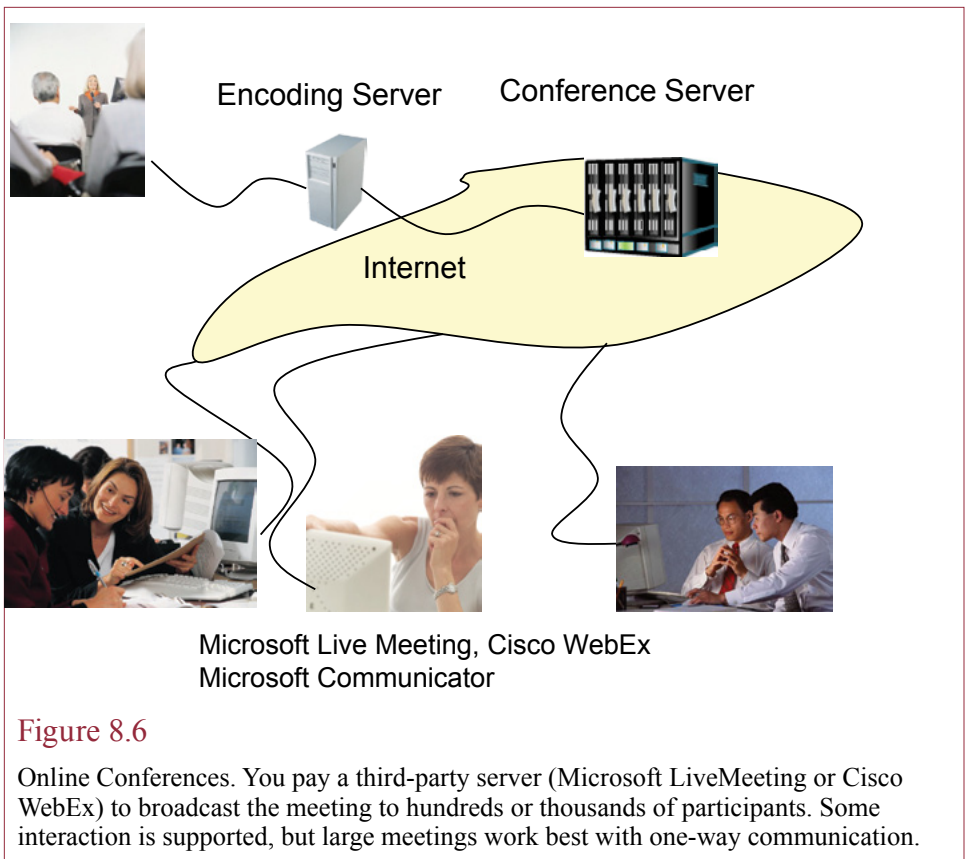 Encoding Server
Conference Server
Internet
Microsoft Live Meeting, Cisco WebEx
Microsoft Communicator
Figure 8.6
Online Conferences. You pay a third-party server (Microsoft LiveMeeting or Cisco
WebEx) to broadcast the meeting to hundreds or thousands of participants. Some
interaction is supported, but large meetings work best with one-way communication.